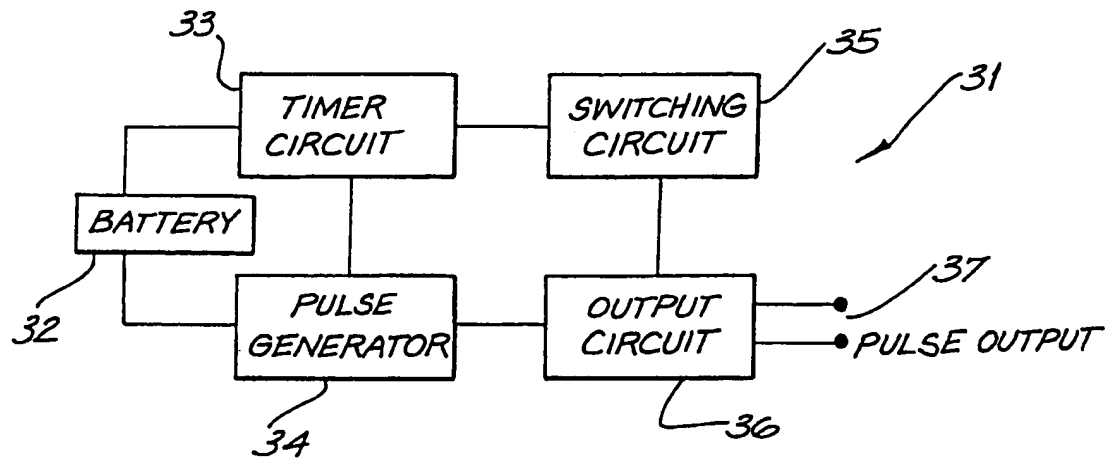 33
TIMER
CIRCUIT
35
SWITCHING
CIRCUIT
31
BATTERY
32
PULSE
GENERATOR
34
OUTPUT
CIRCUIT
36
37
PULSE OUTPUT